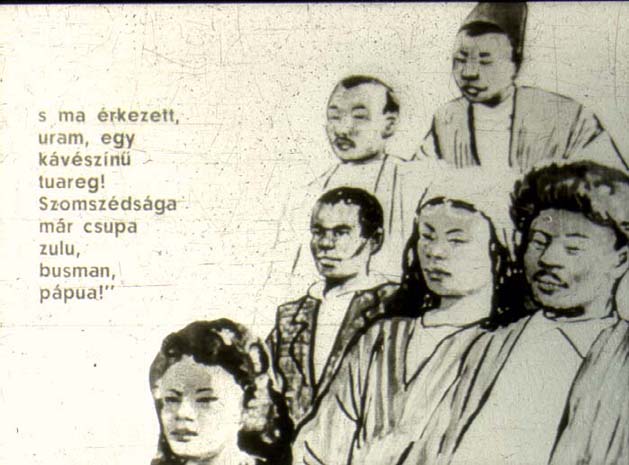 s ma érkezett,
uram, egy
kávészínű
tuareg!
Szomszédsága
már csupa
zulu,
busman,
pápua!”